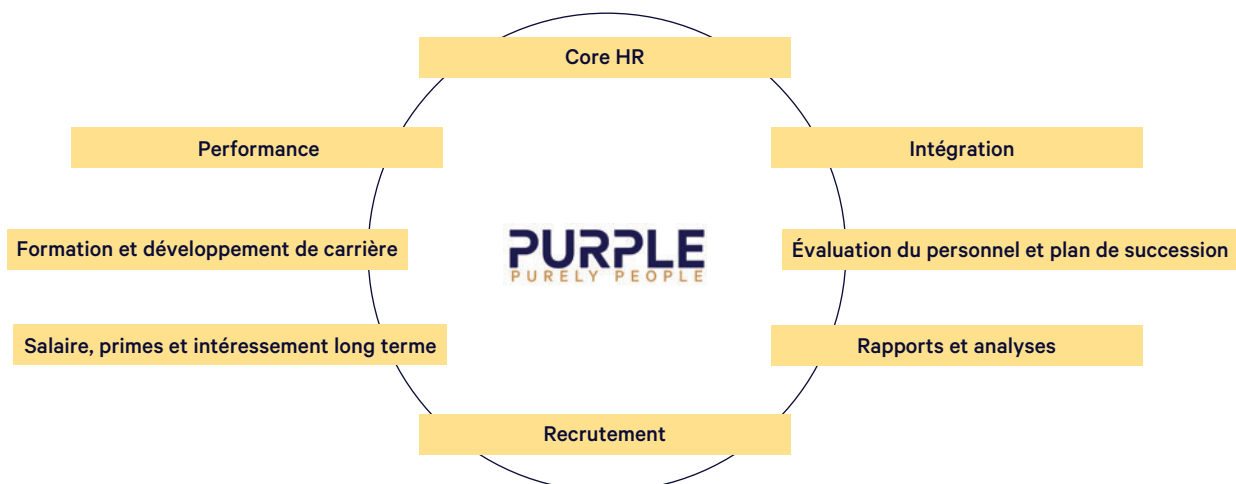 Core HR
Performance
Intégration
Formation et développement de carrière
PURPLE
PURELY PEOPLE
Évaluation du personnel et plan de succession
Salaire, primes et intéressement long terme
Rapports et analyses
Recrutement